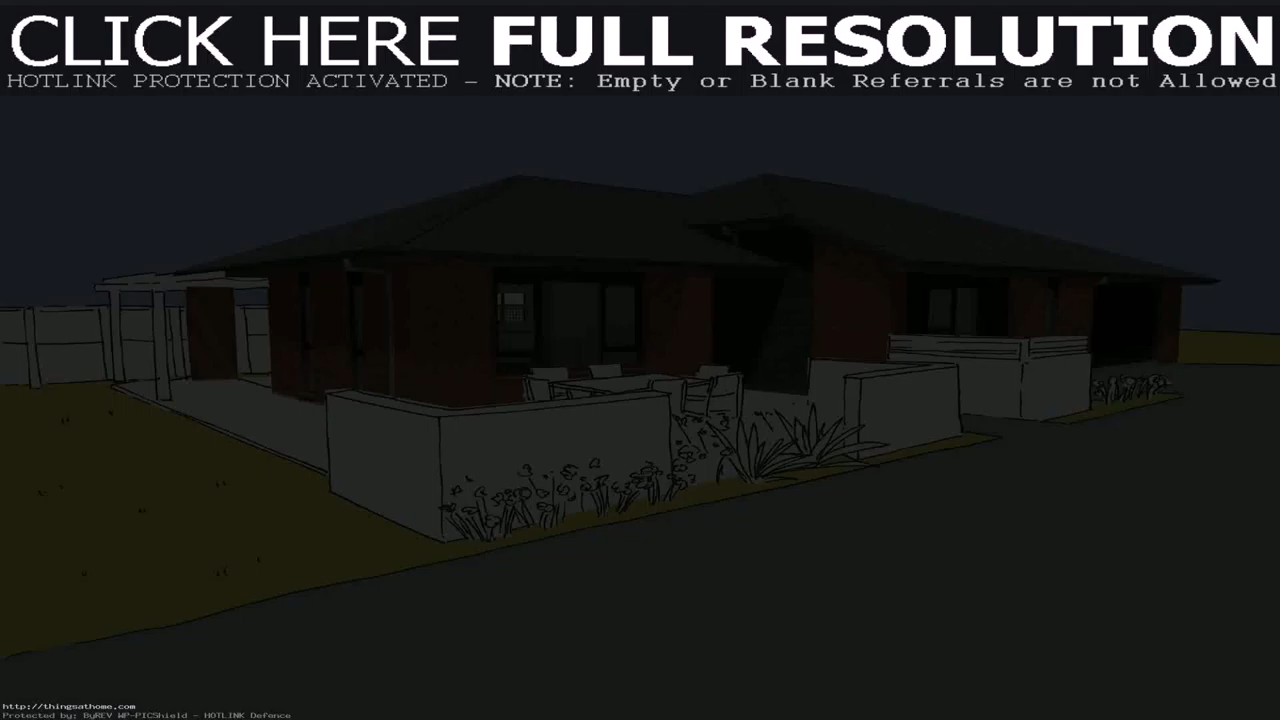 CLICK HERE FULL RESOLUTION
HOTLINK PROTECTION ACTIVATED - NOTE: Empty or Blank Referrals are not Allowed
http://thingsathome.com
Protected by: ByREV WP-PICShield - HOTLINK Defence